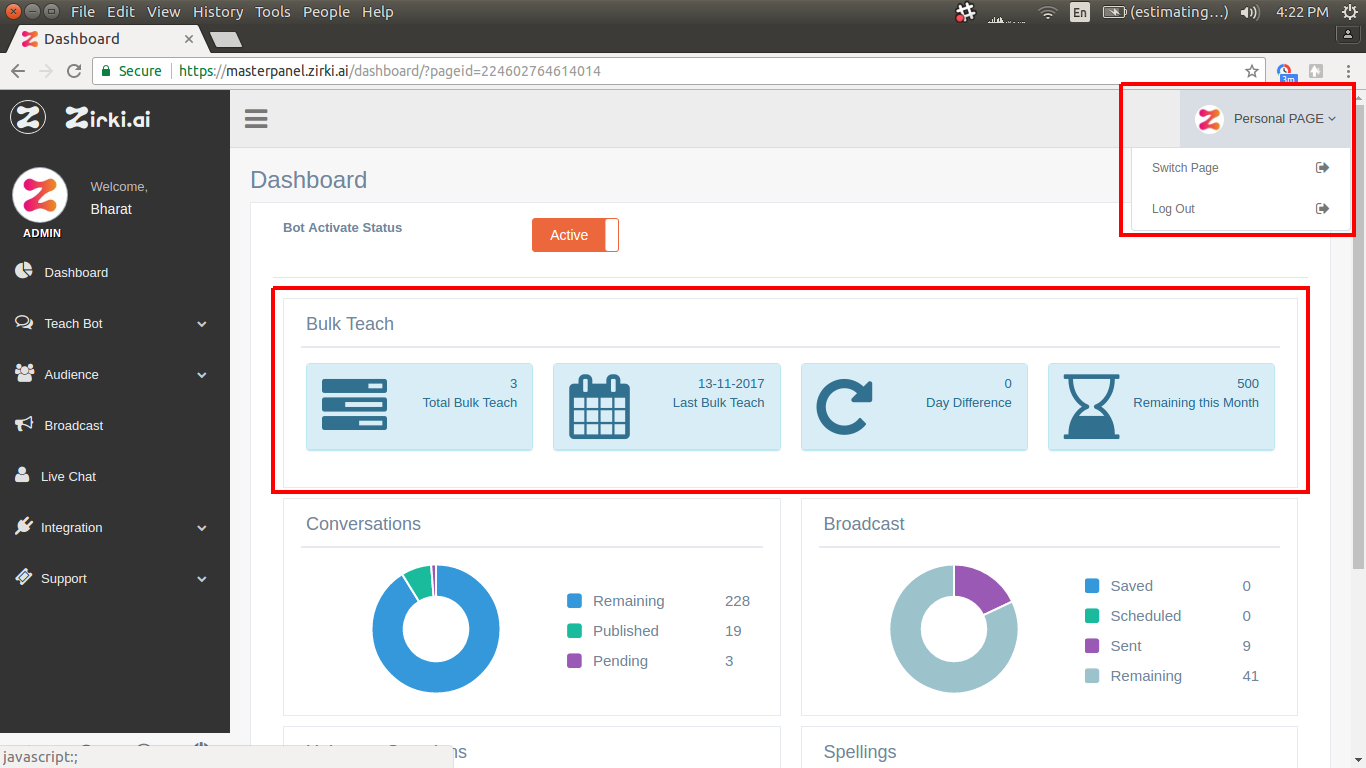 File Edit View History Tools People Help
En
(estimating...)
4:22 PM
Dashboard
Secure
https://masterpanel.zirki.ai/dashboard/?pageid=224602764614014
3m
Zirki.ai
Personal PAGE
Switch Page
Log Out
Welcome,
Bharat
ADMIN
Dashboard
Teach Bot
Audience
Broadcast
Live Chat
Integration
Support
Dashboard
Bot Activate Status
Active
Bulk Teach
3
Total Bulk Teach
13-11-2017
Last Bulk Teach
0
Day Difference
500
Remaining this Month
Conversations
Remaining 228
Published 19
Pending 3
Broadcast
Saved 0
Scheduled 0
Sent 9
Remaining 41
Spellings
javascript:;